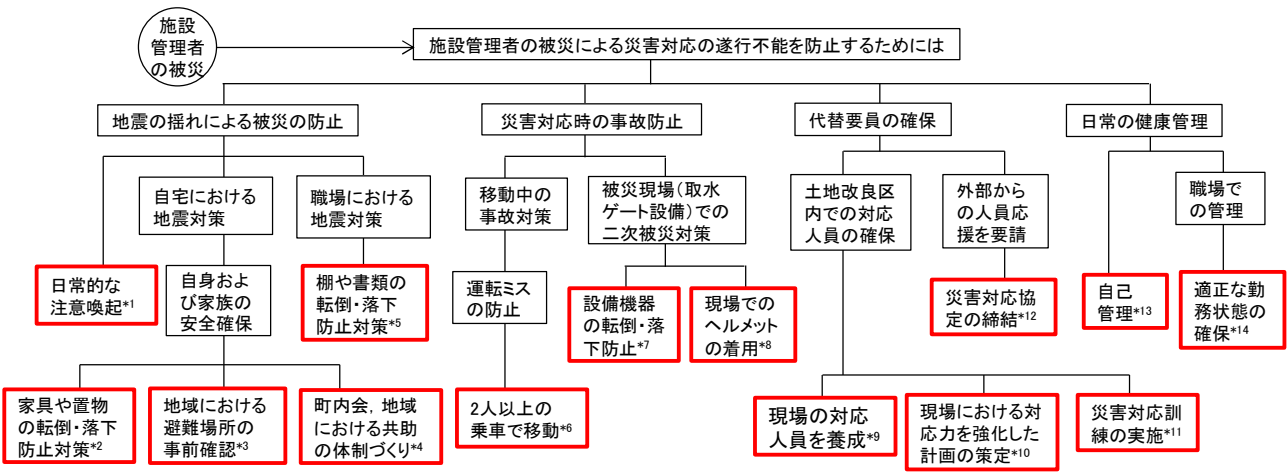 施設
管理者
の被災
施設管理者の被災による災害対応の遂行不能を防止するためには
地震の揺れによる被災の防止
災害対応時の事故防止
代替要員の確保
日常の健康管理
自宅における
地震対策
職場における
地震対策
移動中の
事故対策
被災現場(取水
ゲート設備)での
二次被災対策
土地改良区
内での対応
人員の確保
外部から
の人員応
援を要請
職場で
の管理
日常的な
注意喚起*1
自身およ
び家族の
安全確保
棚や書類の
転倒・落下
防止対策*5
運転ミス
の防止
設備機器
の転倒・落
下防止*7
現場での
ヘルメット
の着用*8
災害対応協
定の締結*12
自己
管理*13
適正な勤
務状態の
確保*14
家具や置物
の転倒・落下
防止対策*2
地域における
避難場所の
事前確認*3
町内会,地域
における共助
の体制づくり*4
2人以上の
乗車で移動*6
現場の対応
人員を養成*9
現場における対
応力を強化した
計画の策定*10
災害対応訓
練の実施*11